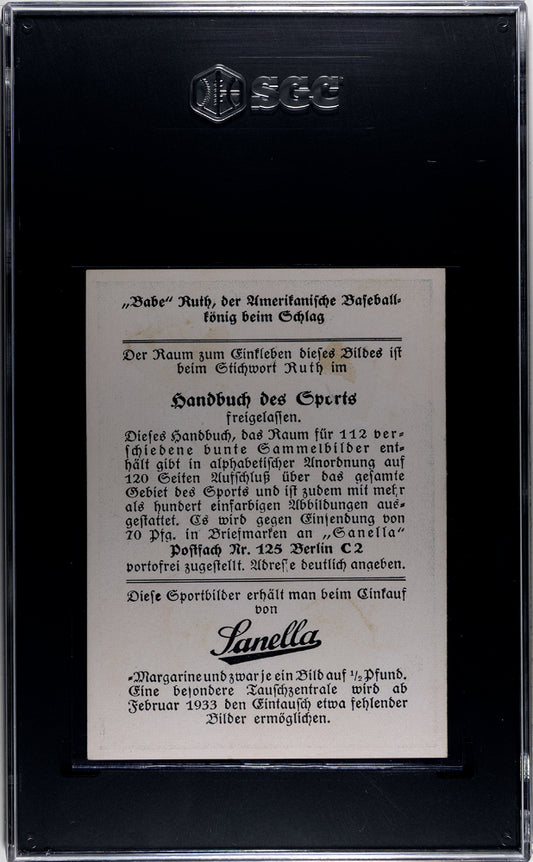 SGC
„Babe“ Ruth, der Amerikanische Baseball-
könig beim Schlag
Der Raum zum Einkleben dieses Bildes ist
beim Stichwort Ruth im
Handbuch des Sports
freigelassen.
Dieses Handbuch, das Raum für 112 ver-
schiedene bunte Sammelbilder ent-
hält gibt in alphabetischer Anordnung auf
120 Seiten Aufschluß über das gesamte
Gebiet des Sports und ist zudem mit mehr
als hundert einfarbigen Abbildungen aus-
gestattet. Es wird gegen Einsendung von
70 Pfg. in Briefmarken an „Sanella“
Postfach Nr. 125 Berlin C 2
portofrei zugestellt. Adresse deutlich angeben.
Diese Sportbilder erhält man beim Einkauf
von
Sanella
-Margarine und zwar je ein Bild auf ½ Pfund.
Eine besondere Tauschzentrale wird ab
Februar 1933 den Eintausch etwa fehlender
Bilder ermöglichen.